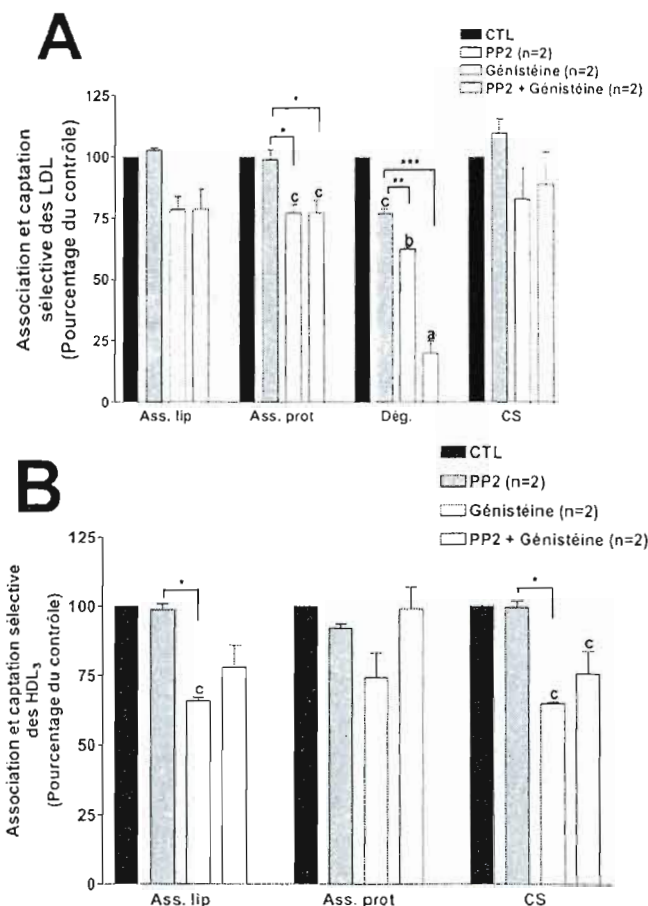 A
CTL
PP2 (n=2)
Génistéine (n=2)
PP2 + Génistéine (n=2)
Association et captation
sélective des LDL
(Pourcentage du contrôle)
125
100
75
50
25
0
*
*
c
c
***
**
c
b
a
Ass. lip
Ass. prot
Dég.
CS
B
CTL
PP2 (n=2)
Génistéine (n=2)
PP2 + Génistéine (n=2)
Association et captation sélective
des HDL₃
(Pourcentage du contrôle)
125
100
75
50
25
0
*
c
*
c
c
Ass. lip
Ass. prot
CS